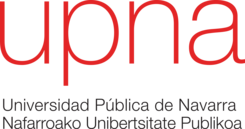 upna
Universidad Pública de Navarra
Nafarroako Unibertsitate Publikoa